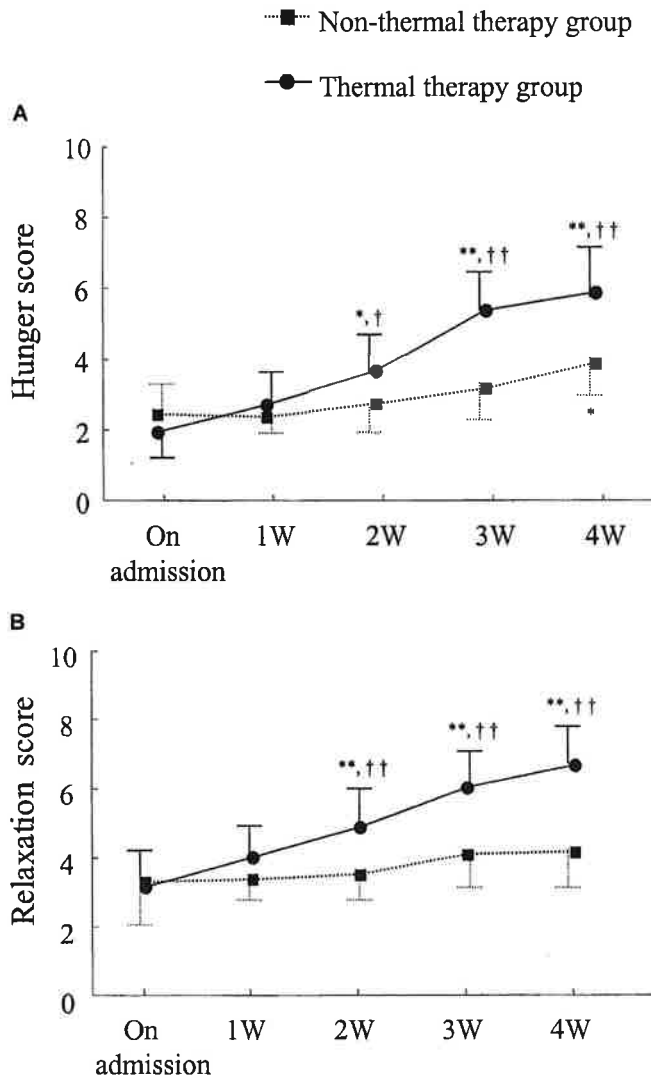 Non-thermal therapy group
Thermal therapy group
A
Hunger score
10
8
6
4
2
0
*, †
**, ††
**, ††
*
On admission
1W
2W
3W
4W
B
Relaxation score
10
8
6
4
2
0
**, ††
**, ††
**, ††
On admission
1W
2W
3W
4W